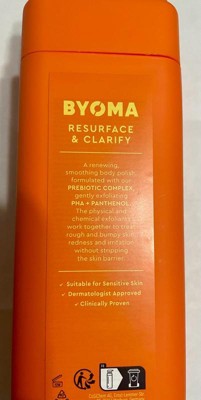 BYOMA
RESURFACE
& CLARIFY
A renewing,
smoothing body polish
formulated with our
PREBIOTIC COMPLEX,
gently exfoliating
PHA + PANTHENOL.
The physical and
chemical exfoliants
work together to treat
rough and bumpy skin,
redness and irritation
without stripping
the skin barrier.
✓ Suitable for Sensitive Skin
✓ Dermatologist Approved
✓ Clinically Proven